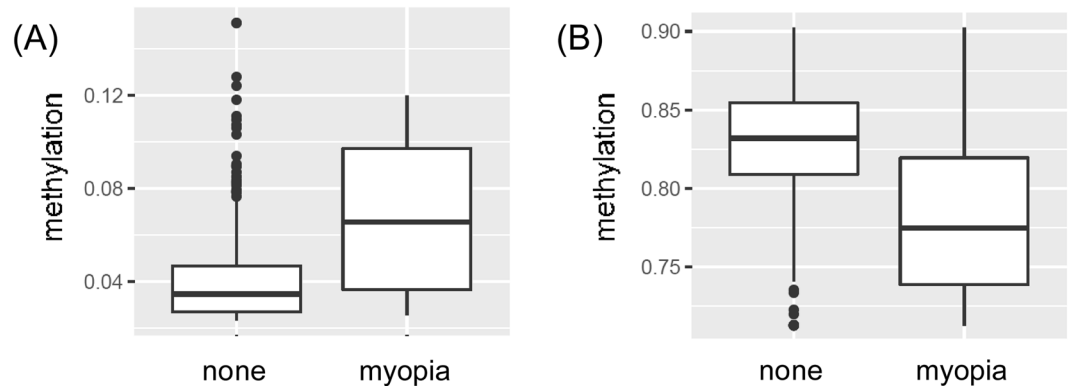 (A)
methylation
0.12
0.08
0.04
none myopia
(B)
methylation
0.90
0.85
0.80
0.75
none myopia